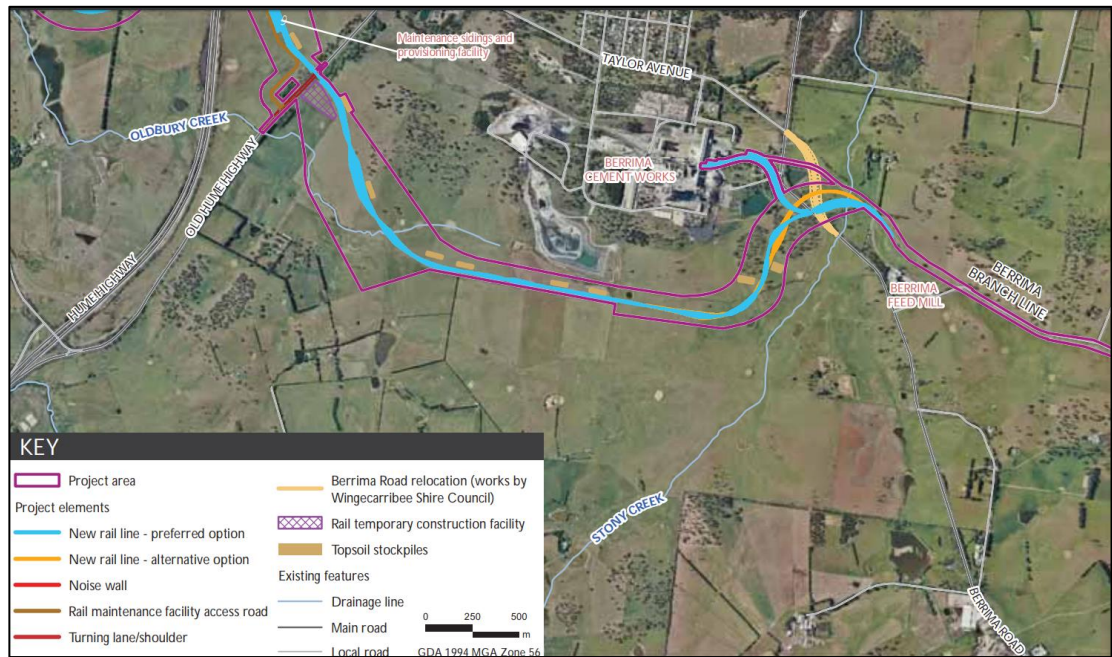 Maintenance sidings and
provisioning facility
TAYLOR AVENUE
OLDBURY CREEK
OLD HUME HIGHWAY
HUME HIGHWAY
BERRIMA
CEMENT WORKS
BERRIMA
BRANCH LINE
BERRIMA
FEED MILL
STONY CREEK
BERRIMA ROAD
KEY
Project area
Project elements
New rail line - preferred option
New rail line - alternative option
Noise wall
Rail maintenance facility access road
Turning lane/shoulder
Berrima Road relocation (works by
Wingecarribee Shire Council)
Rail temporary construction facility
Topsoil stockpiles
Existing features
Drainage line
Main road
Local road
0 250 500
m
GDA 1994 MGA Zone 56